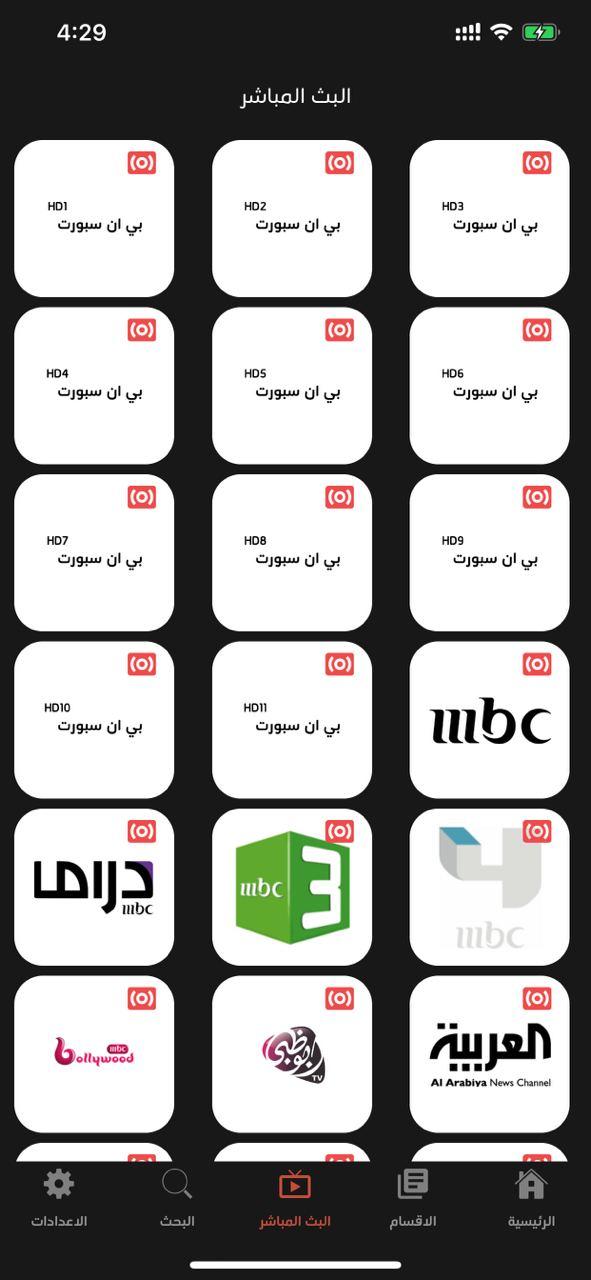 4:29
البث المباشر
HD1
بي ان سبورت
HD2
بي ان سبورت
HD3
بي ان سبورت
HD4
بي ان سبورت
HD5
بي ان سبورت
HD6
بي ان سبورت
HD7
بي ان سبورت
HD8
بي ان سبورت
HD9
بي ان سبورت
HD10
بي ان سبورت
HD11
بي ان سبورت
mbc
دراما
mbc
mbc 3
4
mbc
mbc
bollywood
أبوظبي
TV
العربية
Al Arabiya News Channel
الاعدادات
البحث
البث المباشر
الاقسام
الرئيسية